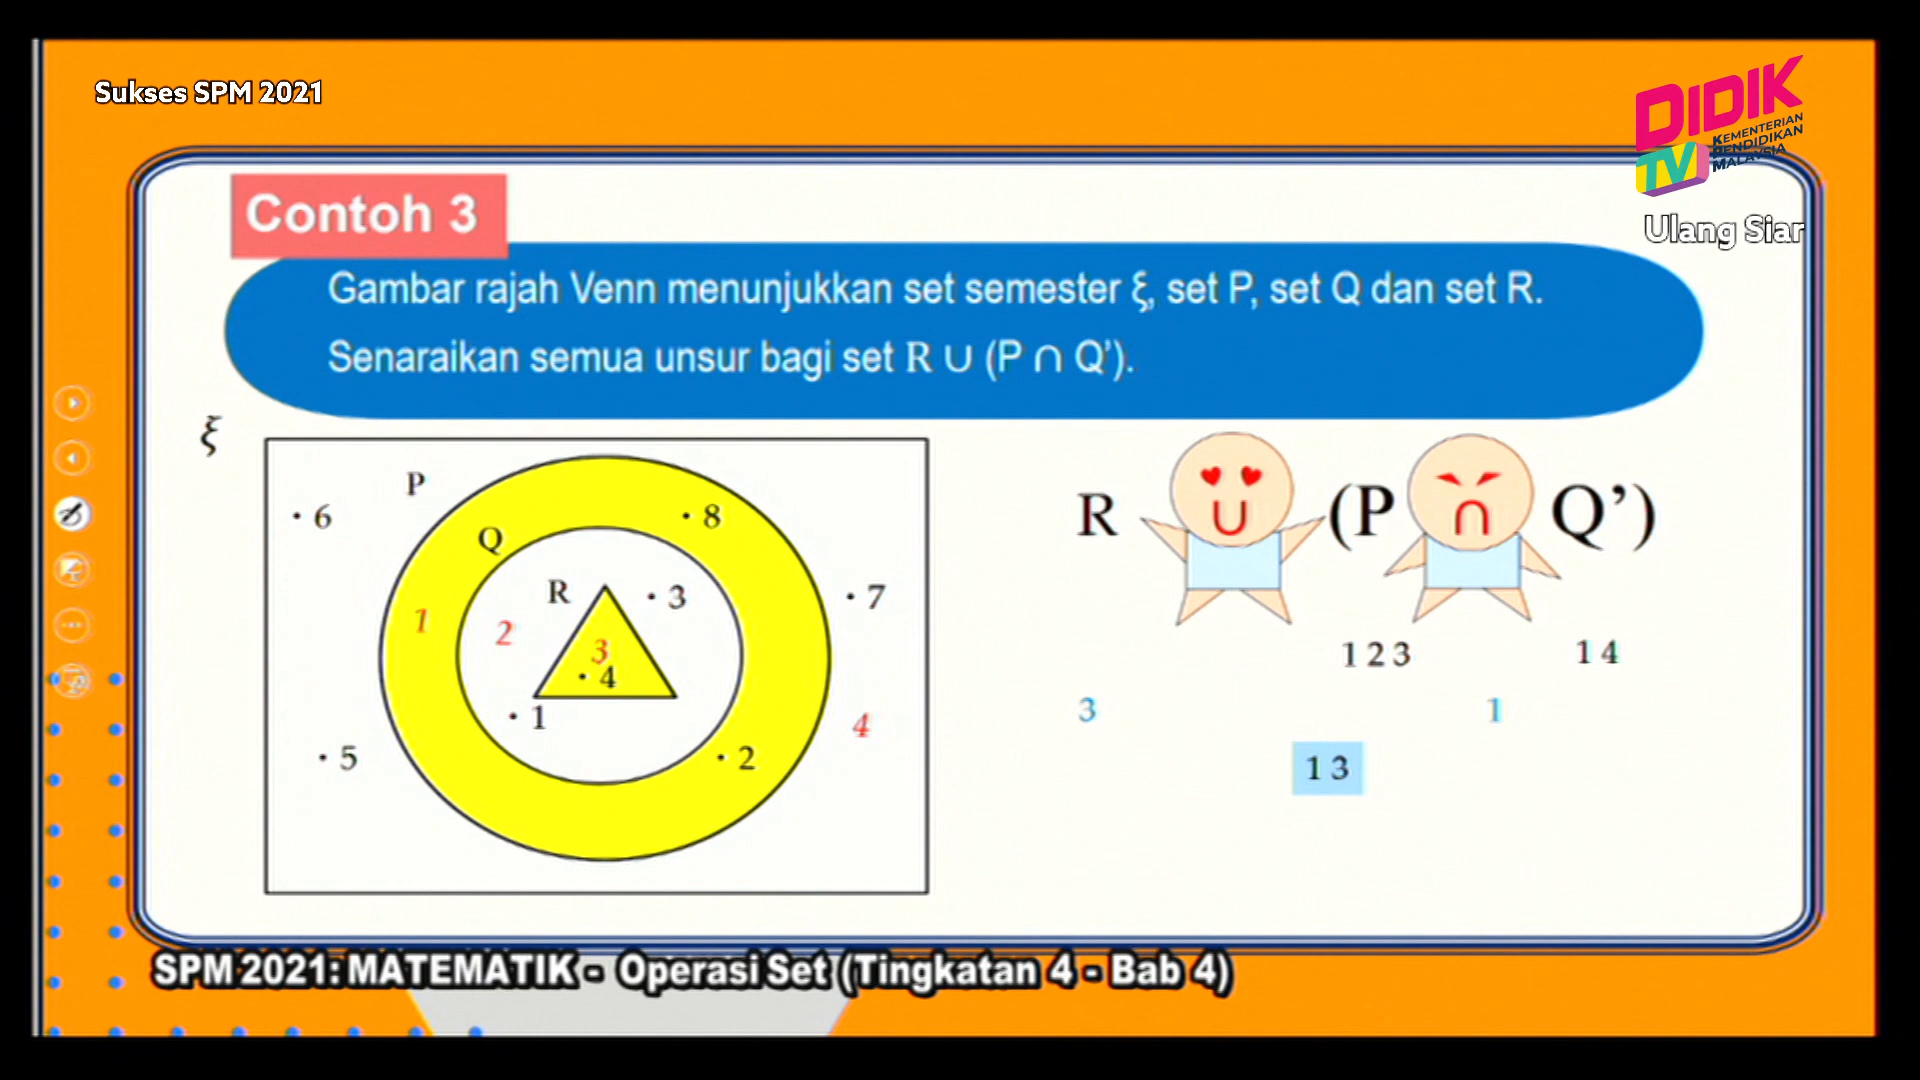 Sukses SPM 2021
DIDIK
TV
KEMENTERIAN
PENDIDIKAN
MALAYSIA
Ulang Siar
Contoh 3
Gambar rajah Venn menunjukkan set semester ξ, set P, set Q dan set R.
Senaraikan semua unsur bagi set R ∪ (P ∩ Q’).
ξ
P
· 6
· 8
Q
R
· 3
· 7
1
2
3
· 4
· 1
4
· 5
· 2
R ∪ (P ∩ Q’)
1 2 3
1 4
3
1
1 3
SPM 2021: MATEMATIK - Operasi Set (Tingkatan 4 - Bab 4)